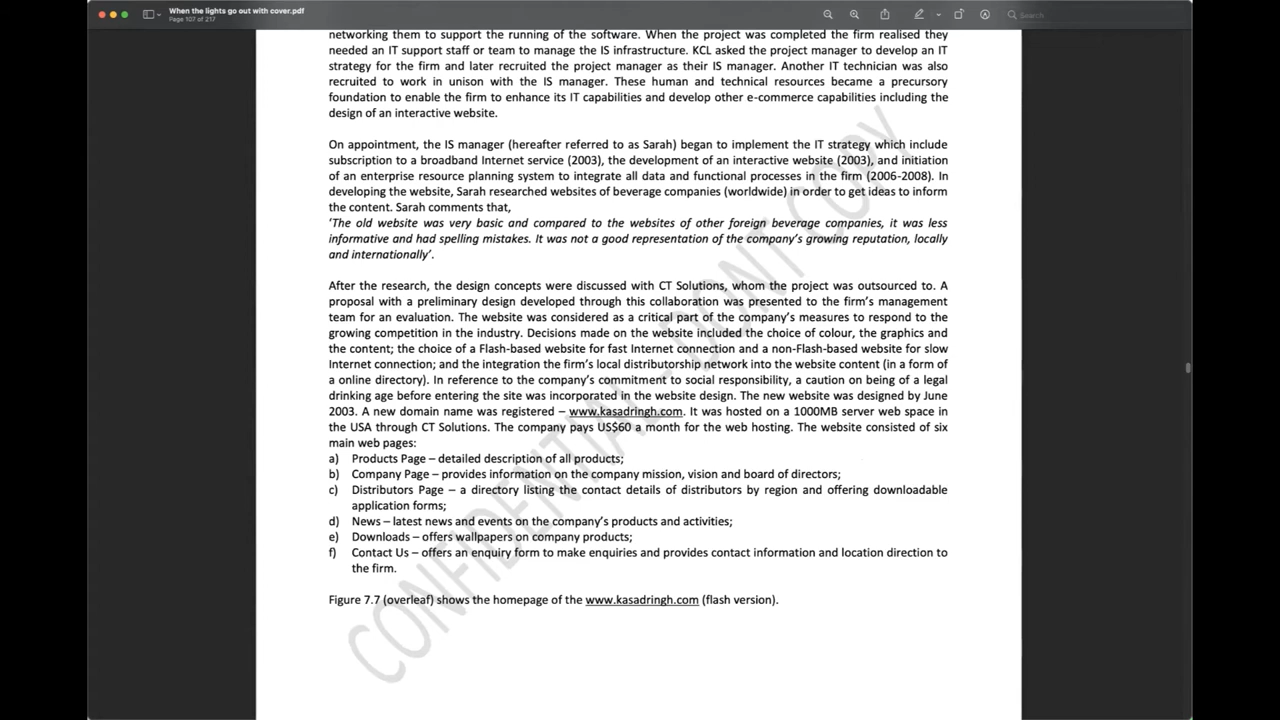 When the lights go out with cover.pdf
Page 107 of 217
Search
networking them to support the running of the software. When the project was completed the firm realised they
needed an IT support staff or team to manage the IS infrastructure. KCL asked the project manager to develop an IT
strategy for the firm and later recruited the project manager as their IS manager. Another IT technician was also
recruited to work in unison with the IS manager. These human and technical resources became a precursory
foundation to enable the firm to enhance its IT capabilities and develop other e-commerce capabilities including the
design of an interactive website.
On appointment, the IS manager (hereafter referred to as Sarah) began to implement the IT strategy which include
subscription to a broadband Internet service (2003), the development of an interactive website (2003), and initiation
of an enterprise resource planning system to integrate all data and functional processes in the firm (2006-2008). In
developing the website, Sarah researched websites of beverage companies (worldwide) in order to get ideas to inform
the content. Sarah comments that,
'The old website was very basic and compared to the websites of other foreign beverage companies, it was less
informative and had spelling mistakes. It was not a good representation of the company's growing reputation, locally
and internationally'.
After the research, the design concepts were discussed with CT Solutions, whom the project was outsourced to. A
proposal with a preliminary design developed through this collaboration was presented to the firm's management
team for an evaluation. The website was considered as a critical part of the company's measures to respond to the
growing competition in the industry. Decisions made on the website included the choice of colour, the graphics and
the content; the choice of a Flash-based website for fast Internet connection and a non-Flash-based website for slow
Internet connection; and the integration the firm's local distributorship network into the website content (in a form of
a online directory). In reference to the company's commitment to social responsibility, a caution on being of a legal
drinking age before entering the site was incorporated in the website design. The new website was designed by June
2003. A new domain name was registered – www.kasadringh.com. It was hosted on a 1000MB server web space in
the USA through CT Solutions. The company pays US$60 a month for the web hosting. The website consisted of six
main web pages:
a) Products Page – detailed description of all products;
b) Company Page – provides information on the company mission, vision and board of directors;
c) Distributors Page – a directory listing the contact details of distributors by region and offering downloadable
application forms;
d) News – latest news and events on the company's products and activities;
e) Downloads – offers wallpapers on company products;
f) Contact Us – offers an enquiry form to make enquiries and provides contact information and location direction to
the firm.
Figure 7.7 (overleaf) shows the homepage of the www.kasadringh.com (flash version).
CONFIDENTIAL - DONT COPY